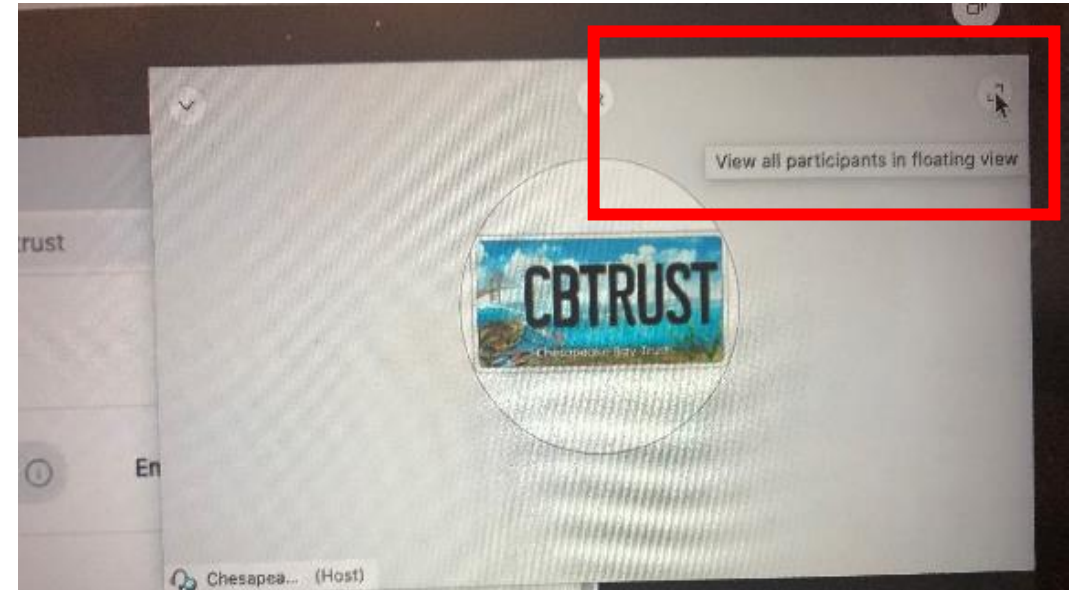 View all participants in floating view
rust
CBTRUST
Chesapeake Bay Trust
En
Chesapea... (Host)